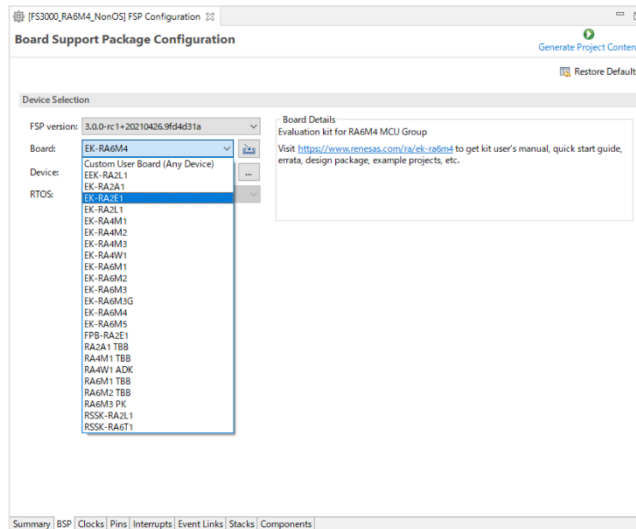 [FS3000_RA6M4_NonOS] FSP Configuration
Board Support Package Configuration
Generate Project Content
Restore Default
Device Selection
FSP version: 3.0.0-rc1+20210426.9fd4d31a
Board: EK-RA6M4
Device: ...
RTOS:
Custom User Board (Any Device)
EEK-RA2L1
EK-RA2A1
EK-RA2E1
EK-RA2L1
EK-RA4M1
EK-RA4M2
EK-RA4M3
EK-RA4W1
EK-RA6M1
EK-RA6M2
EK-RA6M3
EK-RA6M3G
EK-RA6M4
EK-RA6M5
FPB-RA2E1
RA2A1 TBB
RA4M1 TBB
RA4W1 ADK
RA6M1 TBB
RA6M2 TBB
RA6M3 PK
RSSK-RA2L1
RSSK-RA6T1
Board Details
Evaluation kit for RA6M4 MCU Group
Visit https://www.renesas.com/ra/ek-ra6m4 to get kit user's manual, quick start guide,
errata, design package, example projects, etc.
Summary BSP Clocks Pins Interrupts Event Links Stacks Components